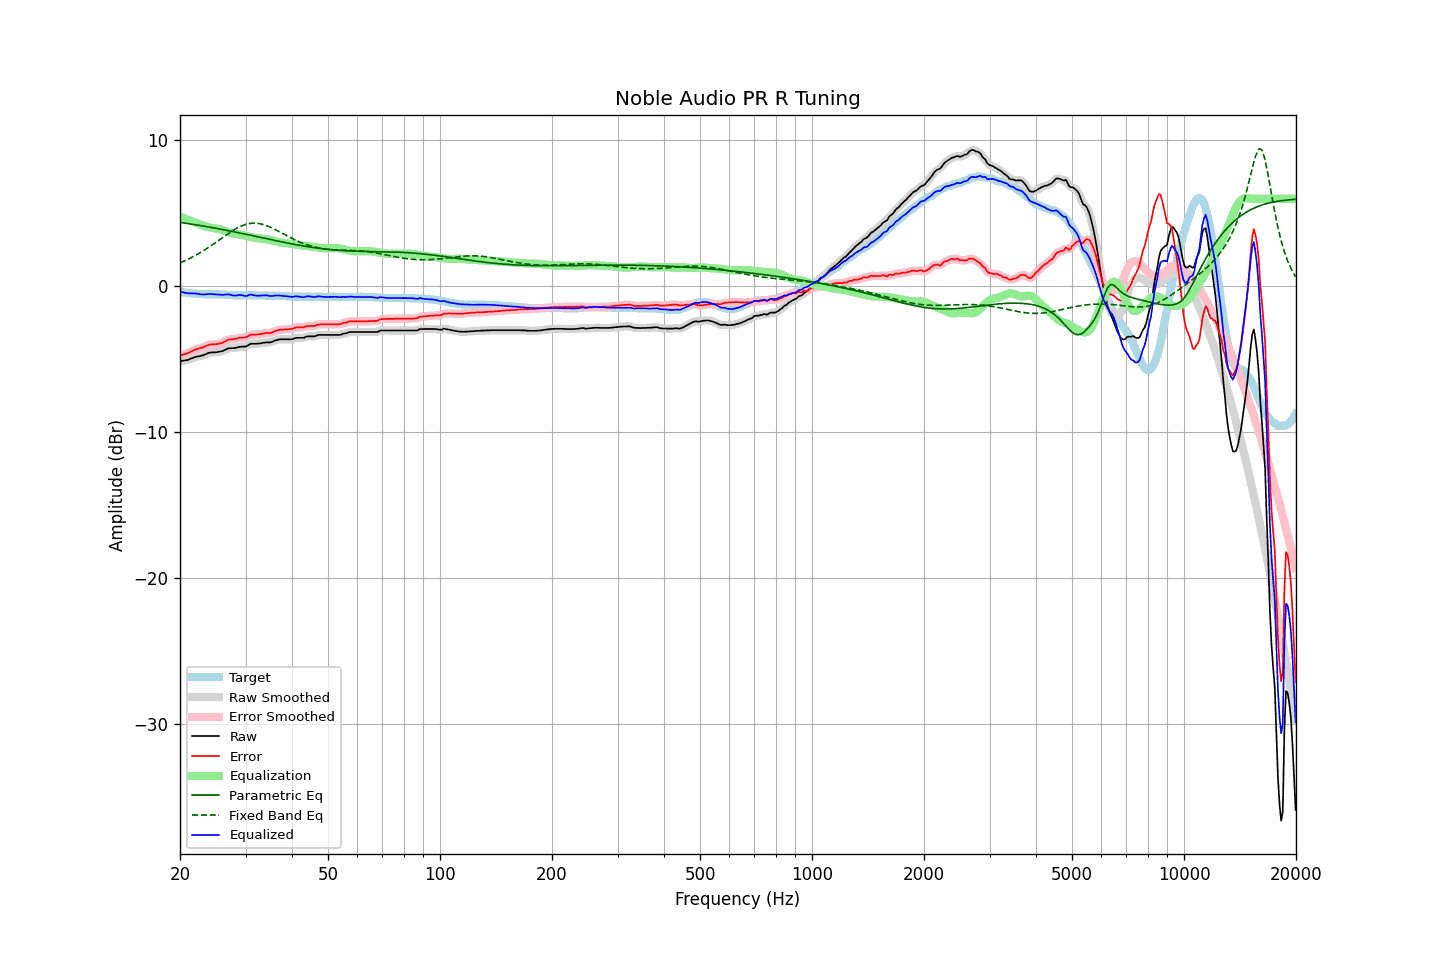 Noble Audio PR R Tuning
Amplitude (dBr)
10
0
−10
−20
−30
Target
Raw Smoothed
Error Smoothed
Raw
Error
Equalization
Parametric Eq
Fixed Band Eq
Equalized
20 50 100 200 500 1000 2000 5000 10000 20000
Frequency (Hz)